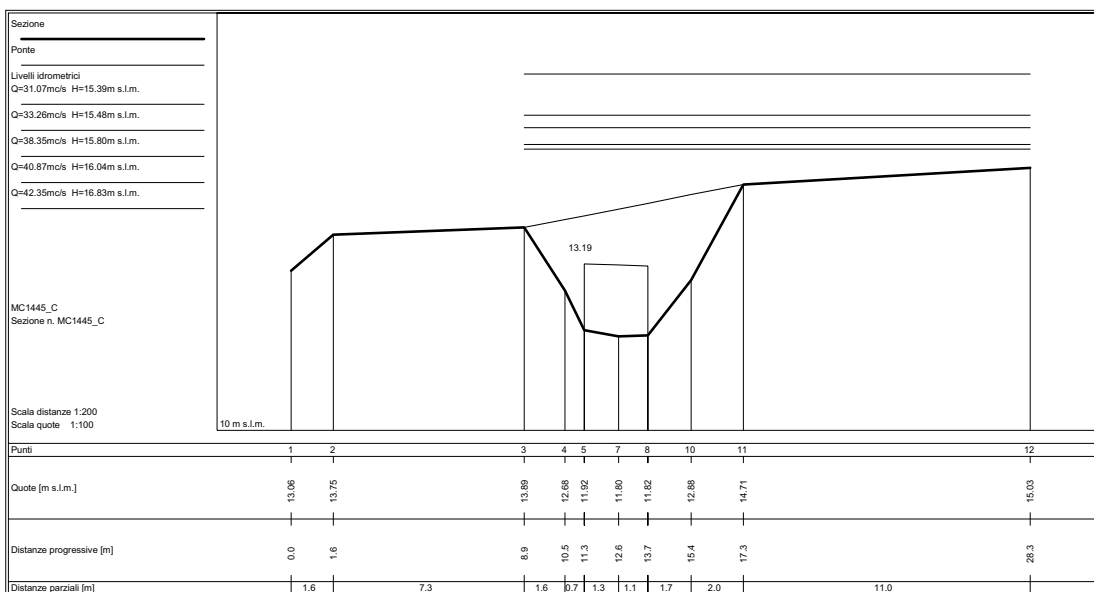 Sezione
Ponte
Livelli idrometrici
Q=31.07mc/s H=15.39m s.l.m.
Q=33.26mc/s H=15.48m s.l.m.
Q=38.35mc/s H=15.80m s.l.m.
Q=40.87mc/s H=16.04m s.l.m.
Q=42.35mc/s H=16.83m s.l.m.
13.19
MC1445_C
Sezione n. MC1445_C
Scala distanze 1:200
Scala quote 1:100
10 m s.l.m.
Punti 1 2 3 4 5 7 8 10 11 12
Quote [m s.l.m.] 13.06 13.75 13.89 12.68 11.92 11.80 11.82 12.88 14.71 15.03
Distanze progressive [m] 0.0 1.6 8.9 10.5 11.3 12.6 13.7 15.4 17.3 28.3
Distanze parziali [m] 1.6 7.3 1.6 0.7 1.3 1.1 1.7 2.0 11.0